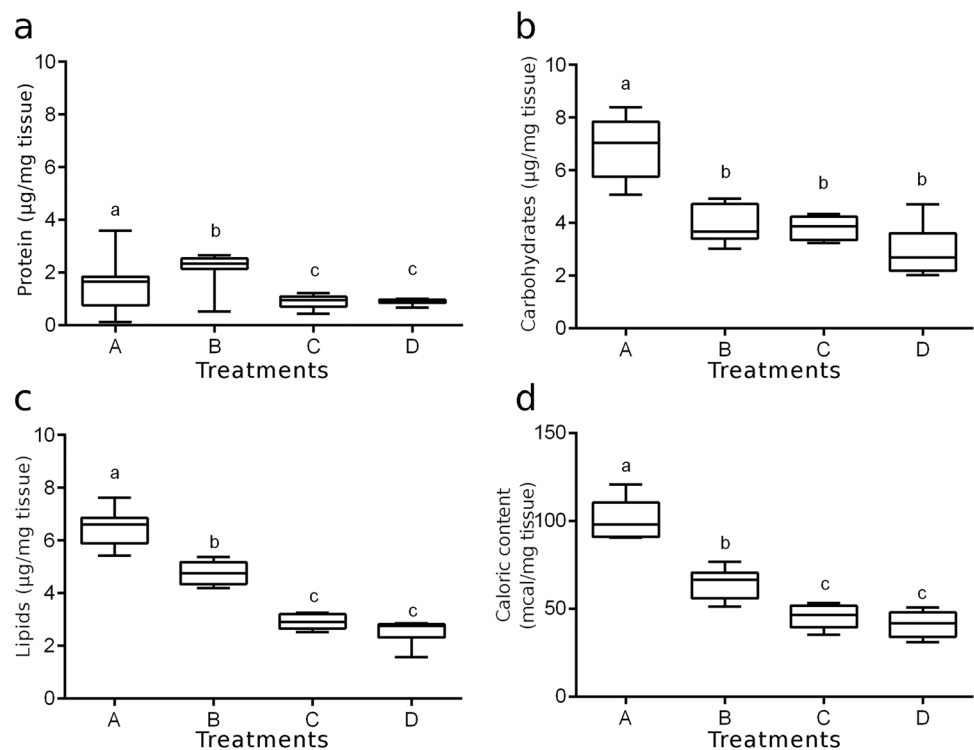 a
Protein (µg/mg tissue)
10
8
6
4
2
0
a
b
c
c
A B C D
Treatments
b
Carbohydrates (µg/mg tissue)
10
8
6
4
2
0
a
b
b
b
A B C D
Treatments
c
Lipids (µg/mg tissue)
10
8
6
4
2
0
a
b
c
c
A B C D
Treatments
d
Caloric content
(mcal/mg tissue)
150
100
50
0
a
b
c
c
A B C D
Treatments